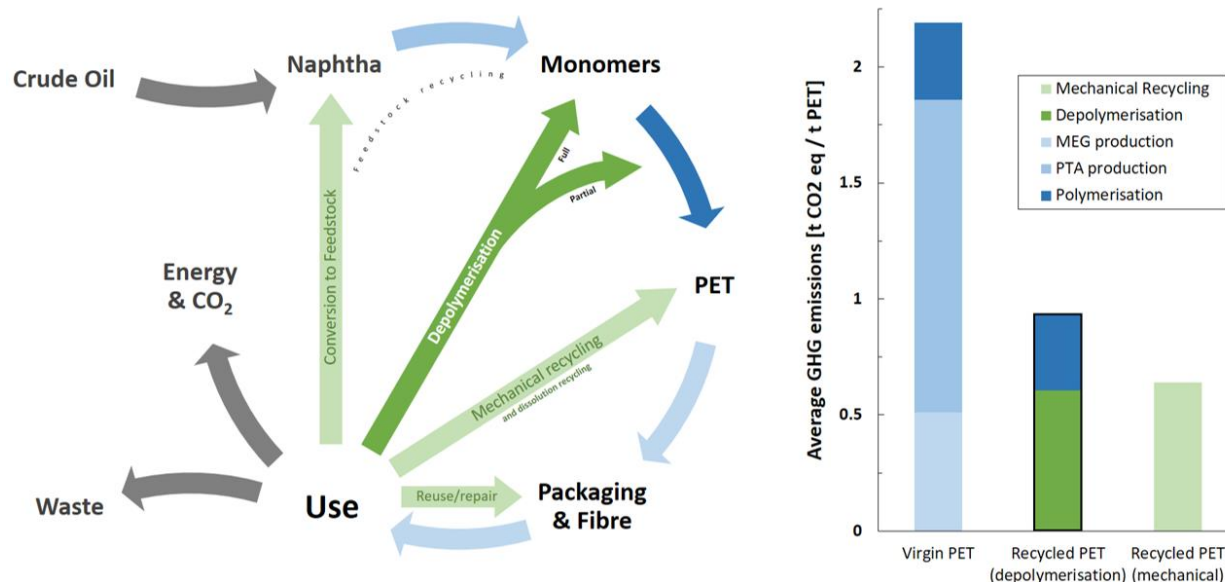 Crude Oil
Naphtha
Monomers
Feedstock recycling
Full
Partial
Conversion to Feedstock
Depolymerisation
Energy
& CO₂
PET
Mechanical recycling
and dissolution recycling
Waste
Use
Reuse/repair
Packaging
& Fibre
Average GHG emissions [t CO2 eq / t PET]
2
1.5
1
0.5
0
Mechanical Recycling
Depolymerisation
MEG production
PTA production
Polymerisation
Virgin PET
Recycled PET
(depolymerisation)
Recycled PET
(mechanical)